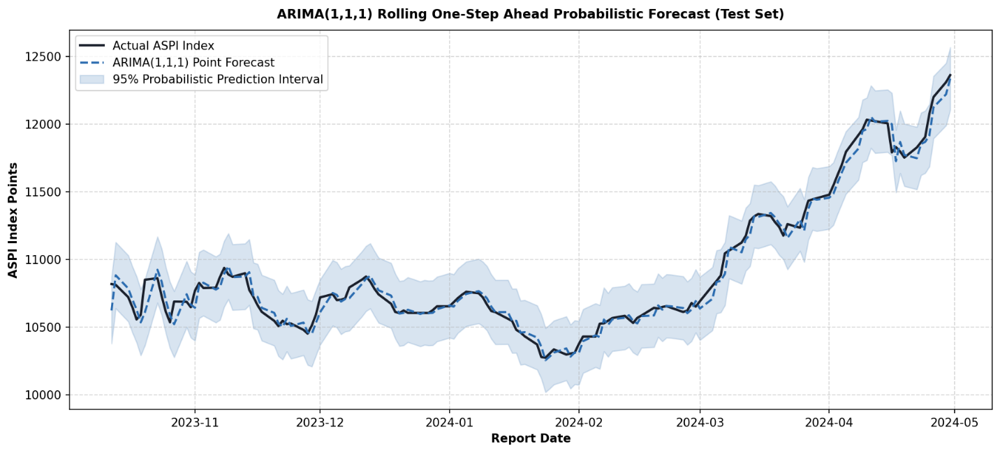 ARIMA(1,1,1) Rolling One-Step Ahead Probabilistic Forecast (Test Set)
Actual ASPI Index
ARIMA(1,1,1) Point Forecast
95% Probabilistic Prediction Interval
ASPI Index Points
12500
12000
11500
11000
10500
10000
2023-11 2023-12 2024-01 2024-02 2024-03 2024-04 2024-05
Report Date